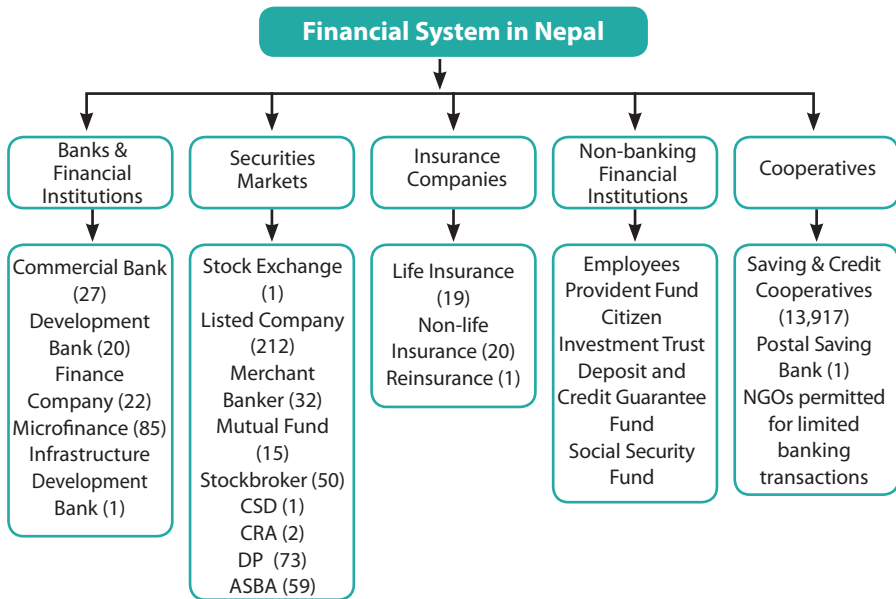 Financial System in Nepal
Banks &
Financial
Institutions
Securities
Markets
Insurance
Companies
Non-banking
Financial
Institutions
Cooperatives
Commercial Bank
(27)
Development
Bank (20)
Finance
Company (22)
Microfinance (85)
Infrastructure
Development
Bank (1)
Stock Exchange
(1)
Listed Company
(212)
Merchant
Banker (32)
Mutual Fund
(15)
Stockbroker (50)
CSD (1)
CRA (2)
DP (73)
ASBA (59)
Life Insurance
(19)
Non-life
Insurance (20)
Reinsurance (1)
Employees
Provident Fund
Citizen
Investment Trust
Deposit and
Credit Guarantee
Fund
Social Security
Fund
Saving & Credit
Cooperatives
(13,917)
Postal Saving
Bank (1)
NGOs permitted
for limited
banking
transactions